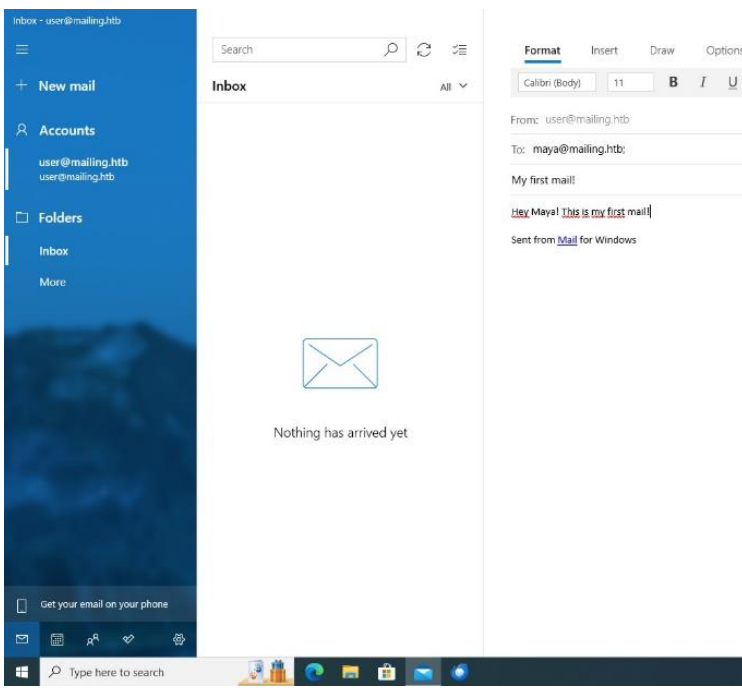 Inbox - user@mailing.htb
New mail
Accounts
user@mailing.htb
user@mailing.htb
Folders
Inbox
More
Get your email on your phone
Type here to search
Search
Inbox
All
Nothing has arrived yet
Format Insert Draw Options
Calibri (Body) 11 B I U
From: user@mailing.htb
To: maya@mailing.htb;
My first mail!
Hey Maya! This is my first mail!
Sent from Mail for Windows